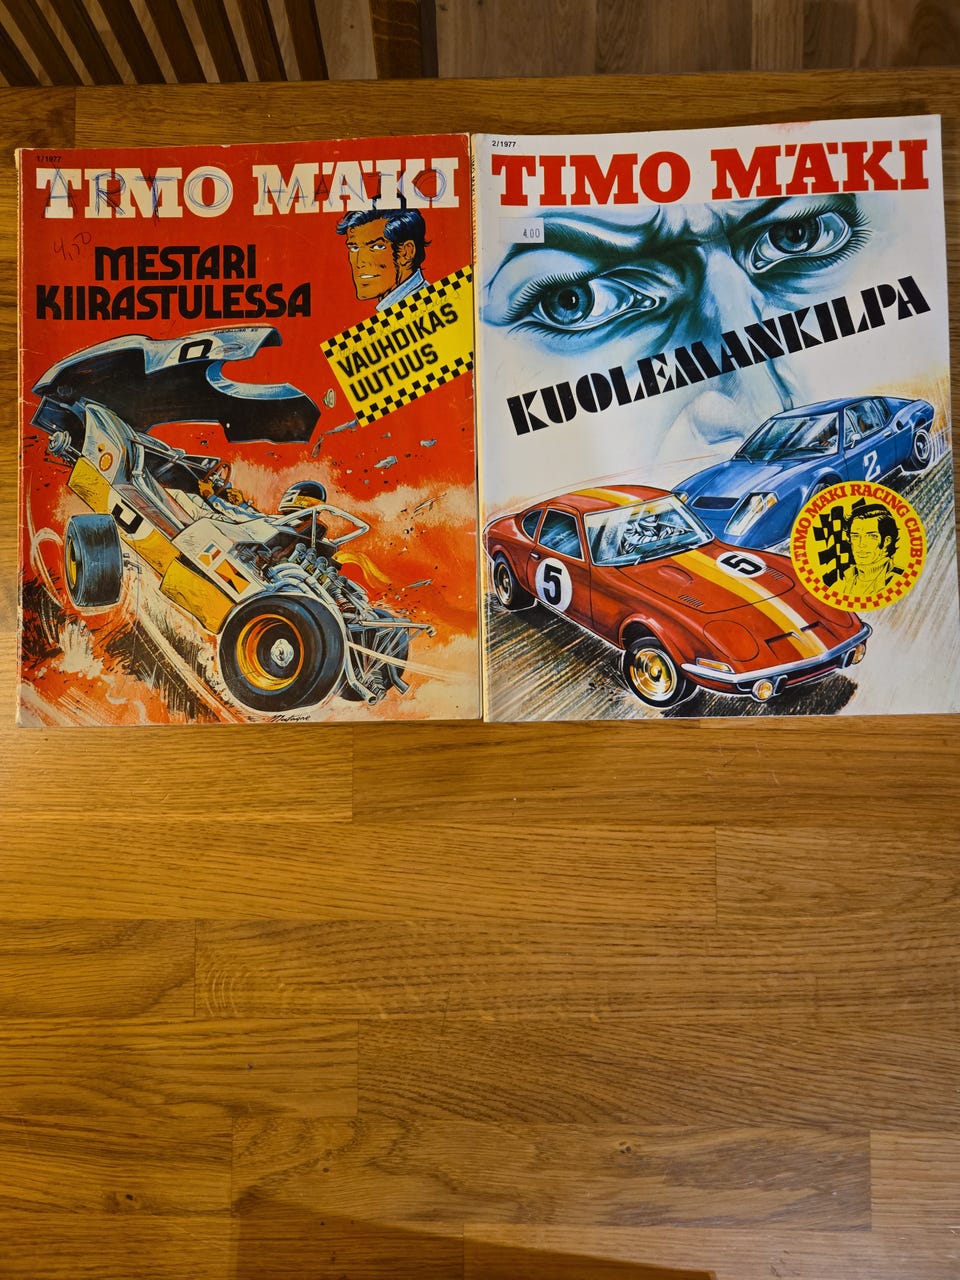 1/1977
TIMO MÄKI
4,50
MESTARI
KIIRASTULESSA
VAUHDIKAS
UUTUUS
2/1977
TIMO MÄKI
4.00
KUOLEMANKILPA
2
5
5
TIMO MÄKI RACING CLUB